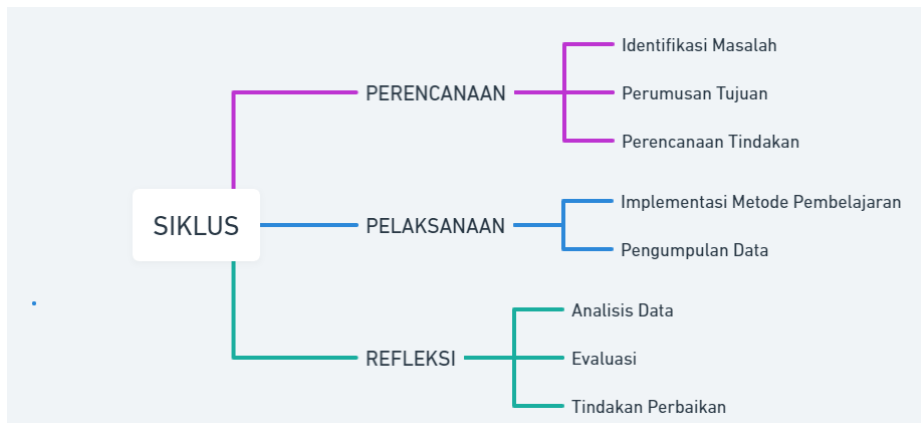 SIKLUS
PERENCANAAN
Identifikasi Masalah
Perumusan Tujuan
Perencanaan Tindakan
PELAKSANAAN
Implementasi Metode Pembelajaran
Pengumpulan Data
REFLEKSI
Analisis Data
Evaluasi
Tindakan Perbaikan